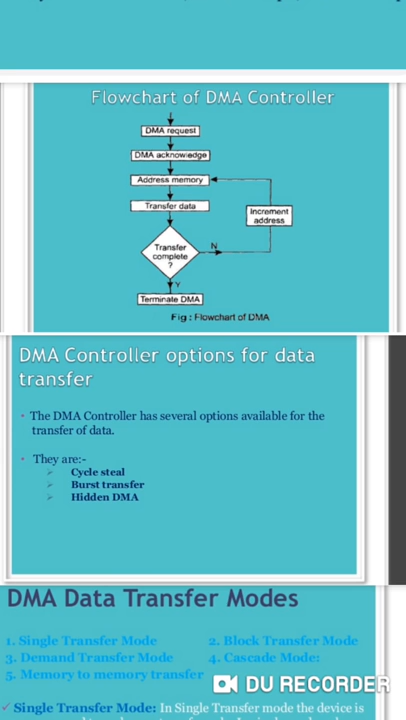 Flowchart of DMA Controller
DMA request
DMA acknowledge
Address memory
Transfer data
Increment
address
Transfer
complete
?
N
Y
Terminate DMA
Fig : Flowchart of DMA
DMA Controller options for data
transfer
• The DMA Controller has several options available for the
transfer of data.
• They are:-
➢ Cycle steal
➢ Burst transfer
➢ Hidden DMA
DMA Data Transfer Modes
1. Single Transfer Mode 2. Block Transfer Mode
3. Demand Transfer Mode 4. Cascade Mode:
5. Memory to memory transfer
DU RECORDER
✓ Single Transfer Mode: In Single Transfer mode the device is